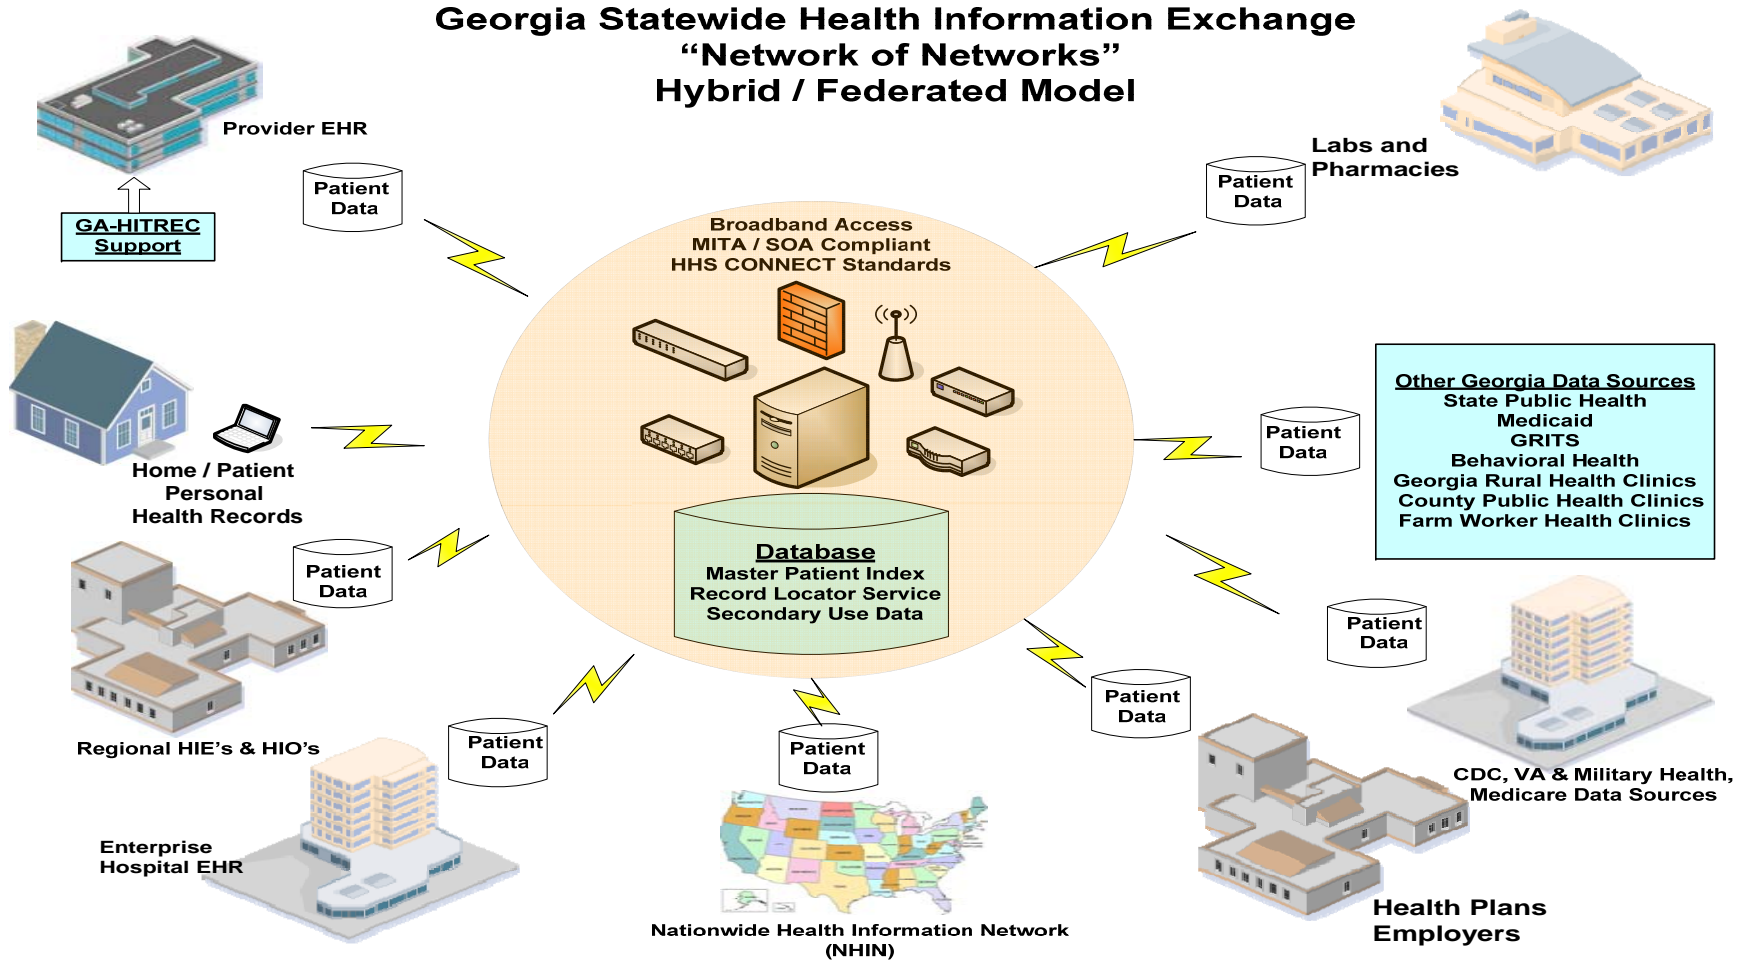 Georgia Statewide Health Information Exchange
“Network of Networks”
Hybrid / Federated Model
Provider EHR
GA-HITREC
Support
Patient
Data
Labs and
Pharmacies
Patient
Data
Broadband Access
MITA / SOA Compliant
HHS CONNECT Standards
Home / Patient
Personal
Health Records
Patient
Data
Other Georgia Data Sources
State Public Health
Medicaid
GRITS
Behavioral Health
Georgia Rural Health Clinics
County Public Health Clinics
Farm Worker Health Clinics
Database
Master Patient Index
Record Locator Service
Secondary Use Data
Patient
Data
Regional HIE’s & HIO’s
Patient
Data
CDC, VA & Military Health,
Medicare Data Sources
Patient
Data
Enterprise
Hospital EHR
Patient
Data
Nationwide Health Information Network
(NHIN)
Patient
Data
Health Plans
Employers